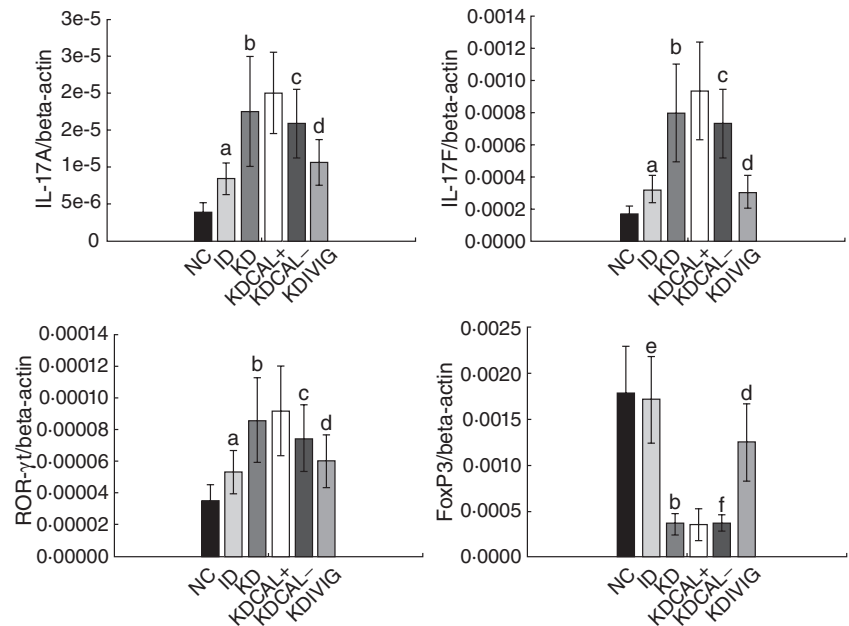 IL-17A/beta-actin
3e-5
3e-5
2e-5
2e-5
1e-5
5e-6
0
a
b
c
d
NC
ID
KD
KDCAL+
KDCAL−
KDIVIG
IL-17F/beta-actin
0·0014
0·0012
0·0010
0·0008
0·0006
0·0004
0·0002
0·0000
a
b
c
d
NC
ID
KD
KDCAL+
KDCAL−
KDIVIG
ROR-γt/beta-actin
0·00014
0·00012
0·00010
0·00008
0·00006
0·00004
0·00002
0·00000
a
b
c
d
NC
ID
KD
KDCAL+
KDCAL−
KDIVIG
FoxP3/beta-actin
0·0025
0·0020
0·0015
0·0010
0·0005
0·0000
e
b
f
d
NC
ID
KD
KDCAL+
KDCAL−
KDIVIG